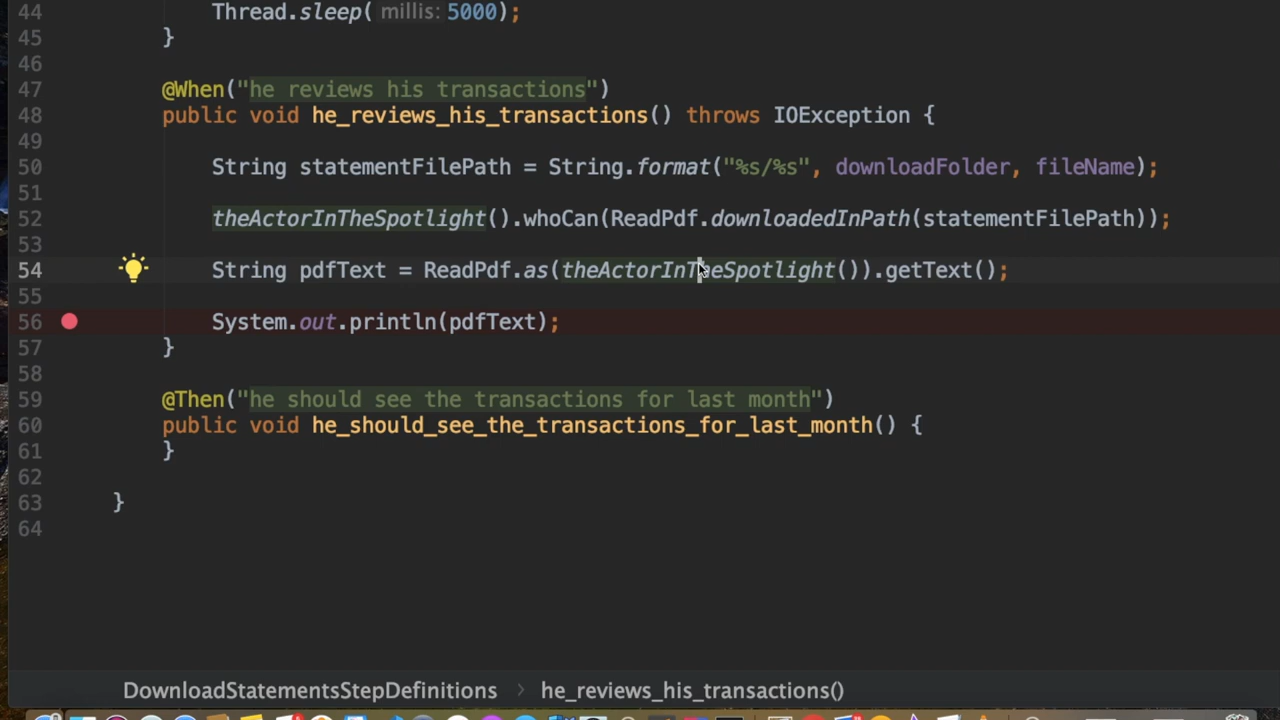 44 Thread.sleep( millis: 5000);
45 }
46
47 @When("he reviews his transactions")
48 public void he_reviews_his_transactions() throws IOException {
49
50 String statementFilePath = String.format("%s/%s", downloadFolder, fileName);
51
52 theActorInTheSpotlight().whoCan(ReadPdf.downloadedInPath(statementFilePath));
53
54 String pdfText = ReadPdf.as(theActorInTheSpotlight()).getText();
55
56 System.out.println(pdfText);
57 }
58
59 @Then("he should see the transactions for last month")
60 public void he_should_see_the_transactions_for_last_month() {
61 }
62
63 }
64
DownloadStatementsStepDefinitions > he_reviews_his_transactions()